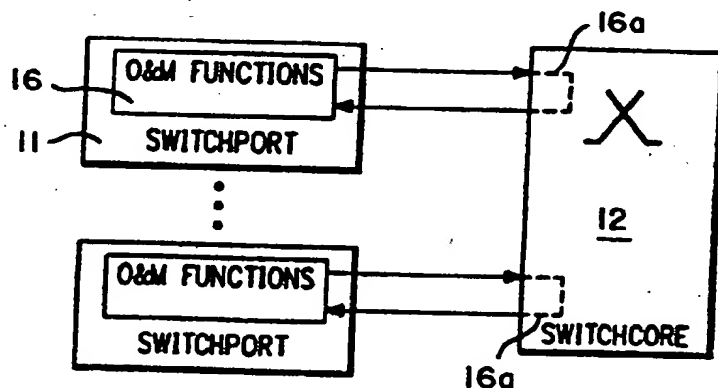 16a
16
O&M FUNCTIONS
11
SWITCHPORT
12
O&M FUNCTIONS
SWITCHPORT
16a
SWITCHCORE